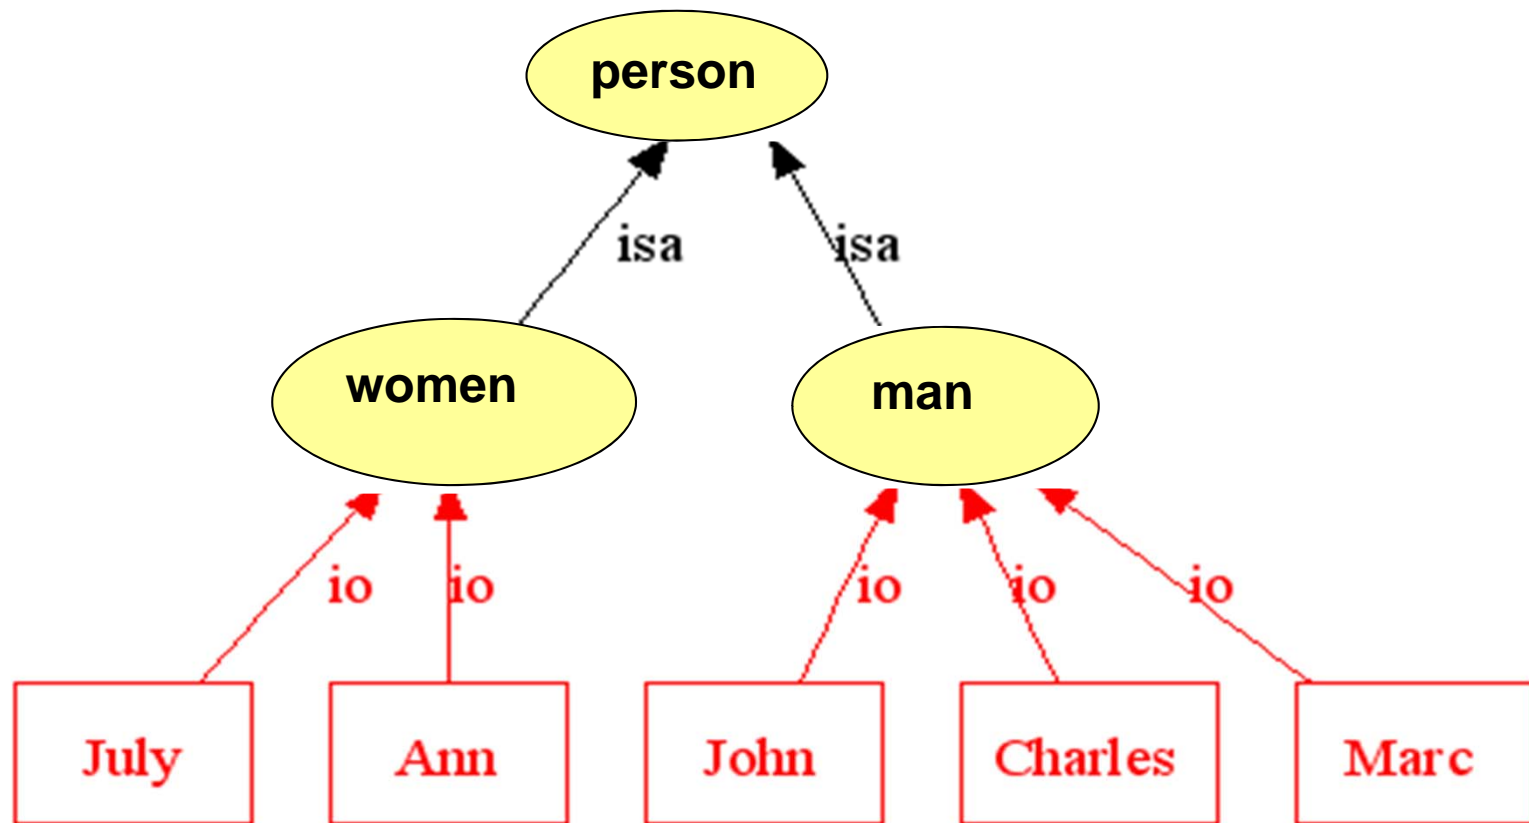 person
isa isa
women man
io io io io io
July Ann John Charles Marc